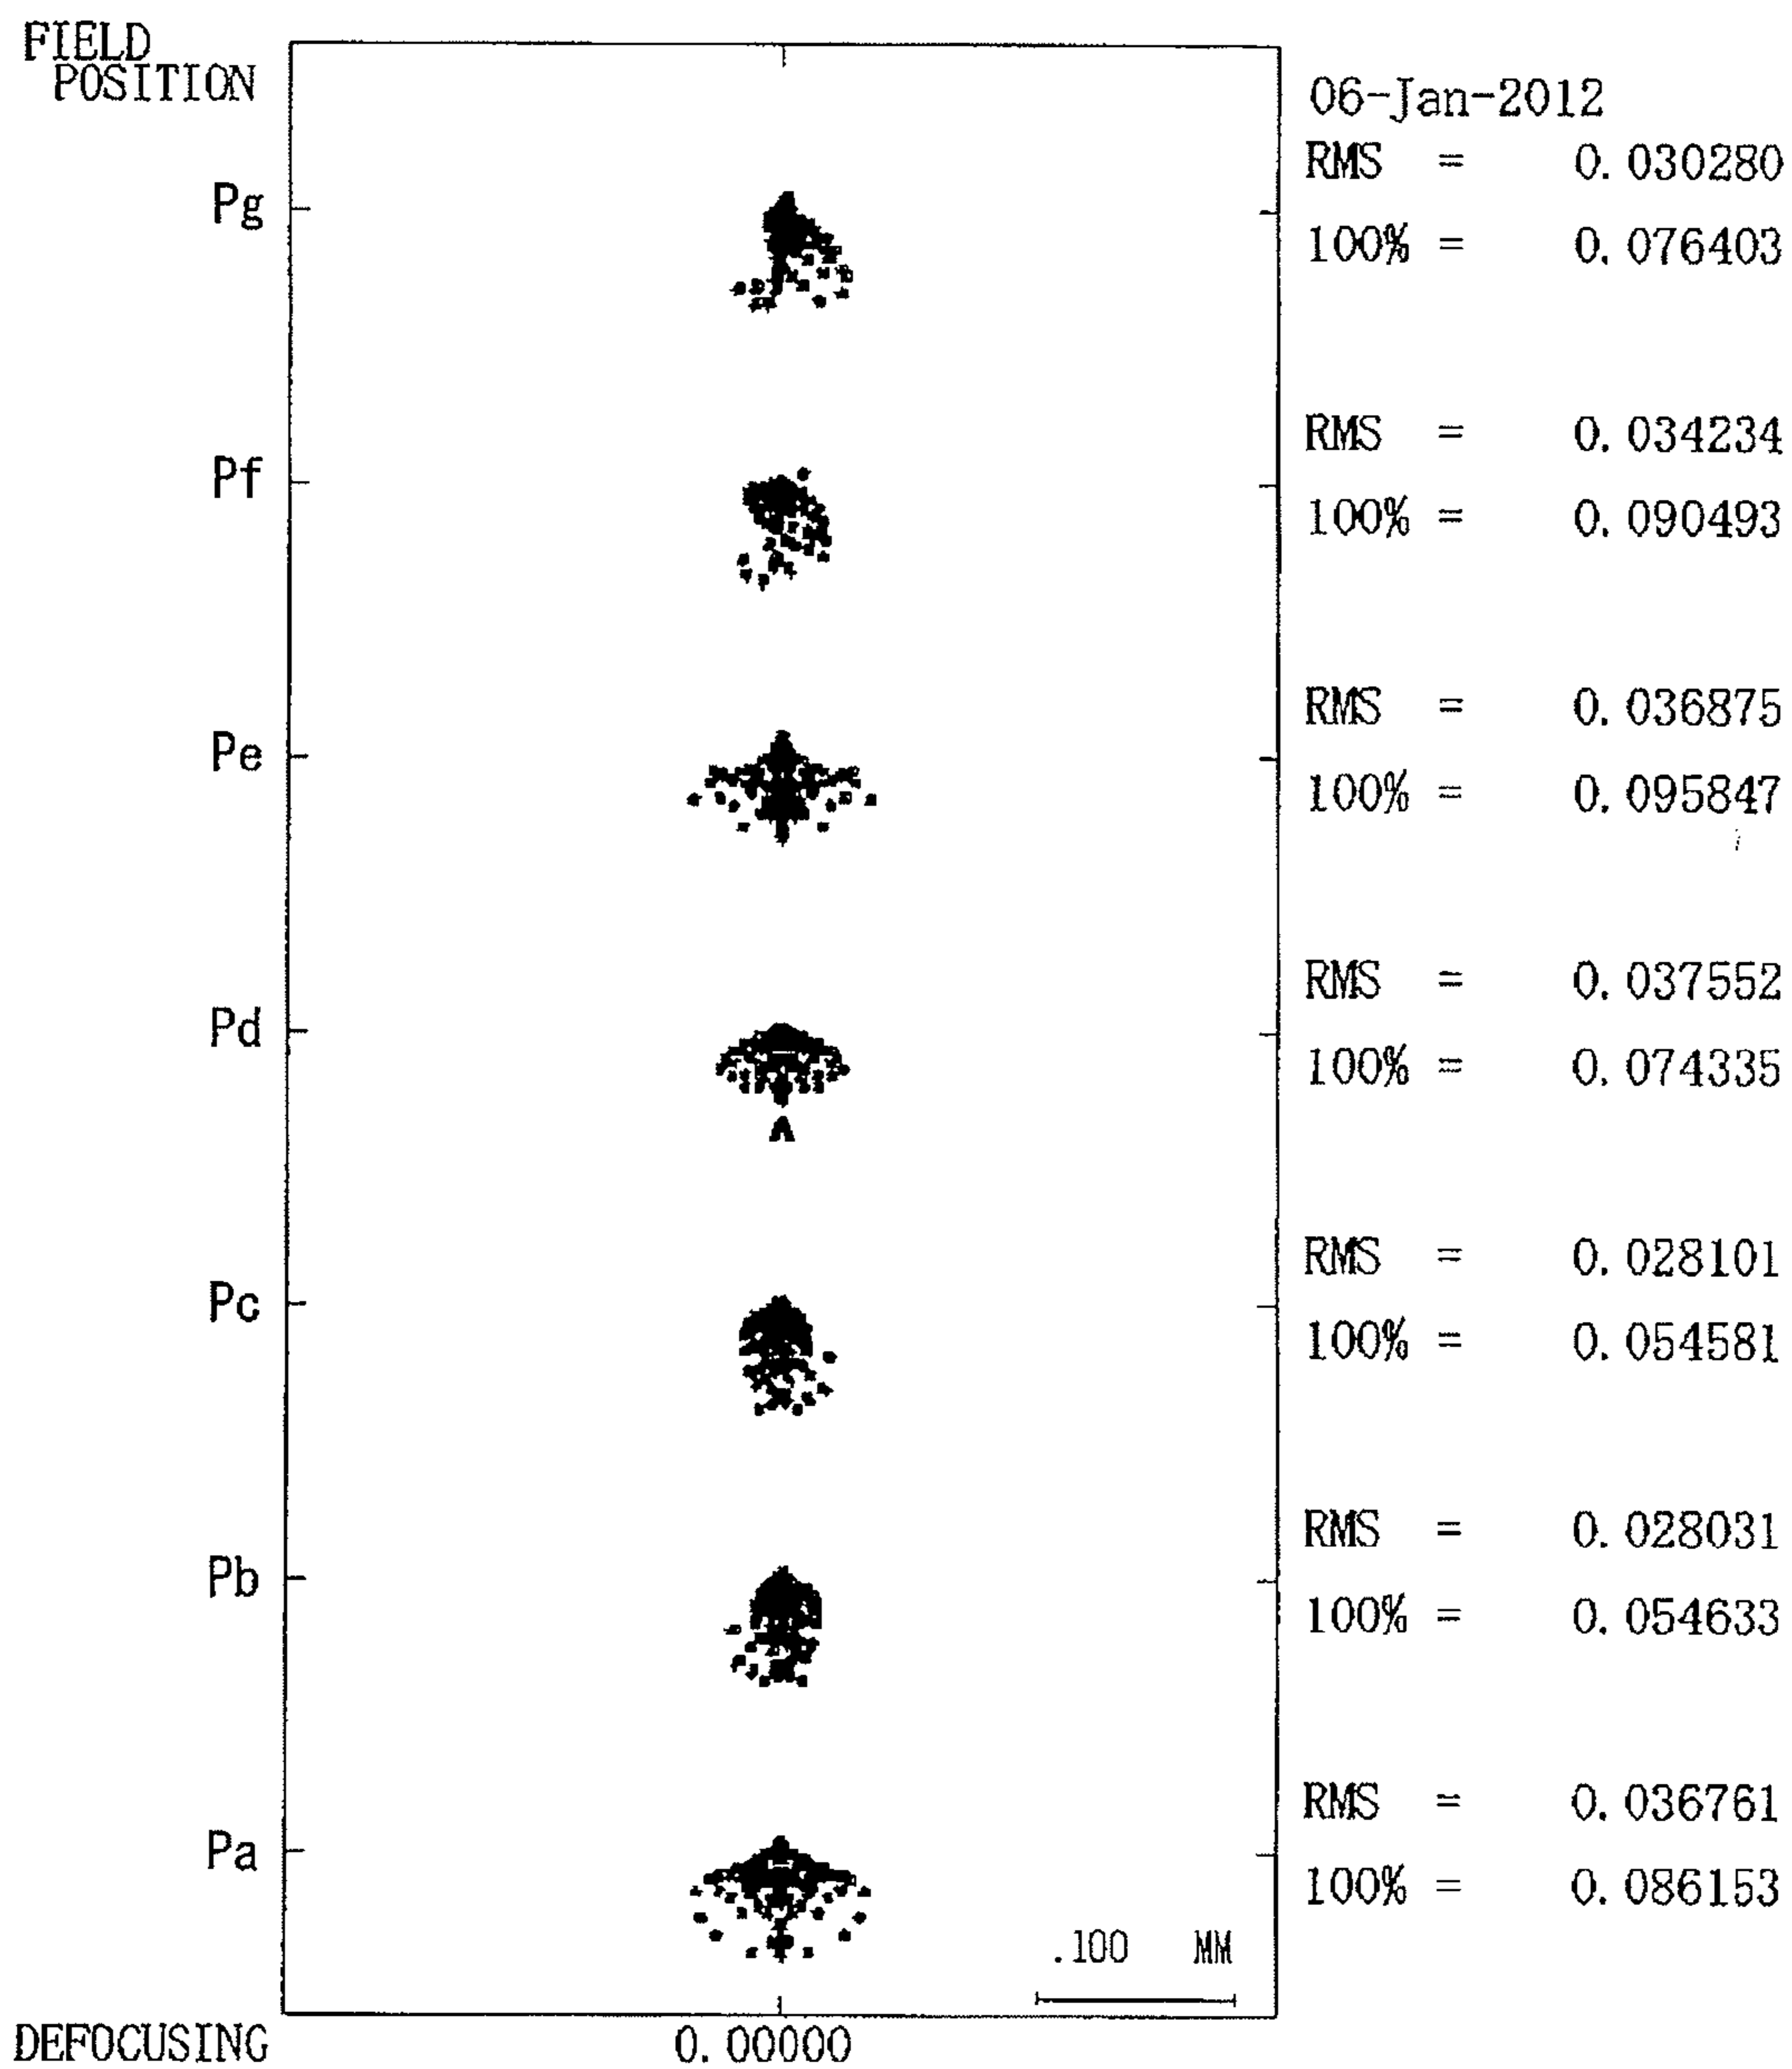 FIELD
POSITION
06-Jan-2012
Pg
RMS = 0.030280
100% = 0.076403
Pf
RMS = 0.034234
100% = 0.090493
Pe
RMS = 0.036875
100% = 0.095847
Pd
RMS = 0.037552
100% = 0.074335
Pc
RMS = 0.028101
100% = 0.054581
Pb
RMS = 0.028031
100% = 0.054633
Pa
RMS = 0.036761
100% = 0.086153
.100 MM
DEFOCUSING 0.00000